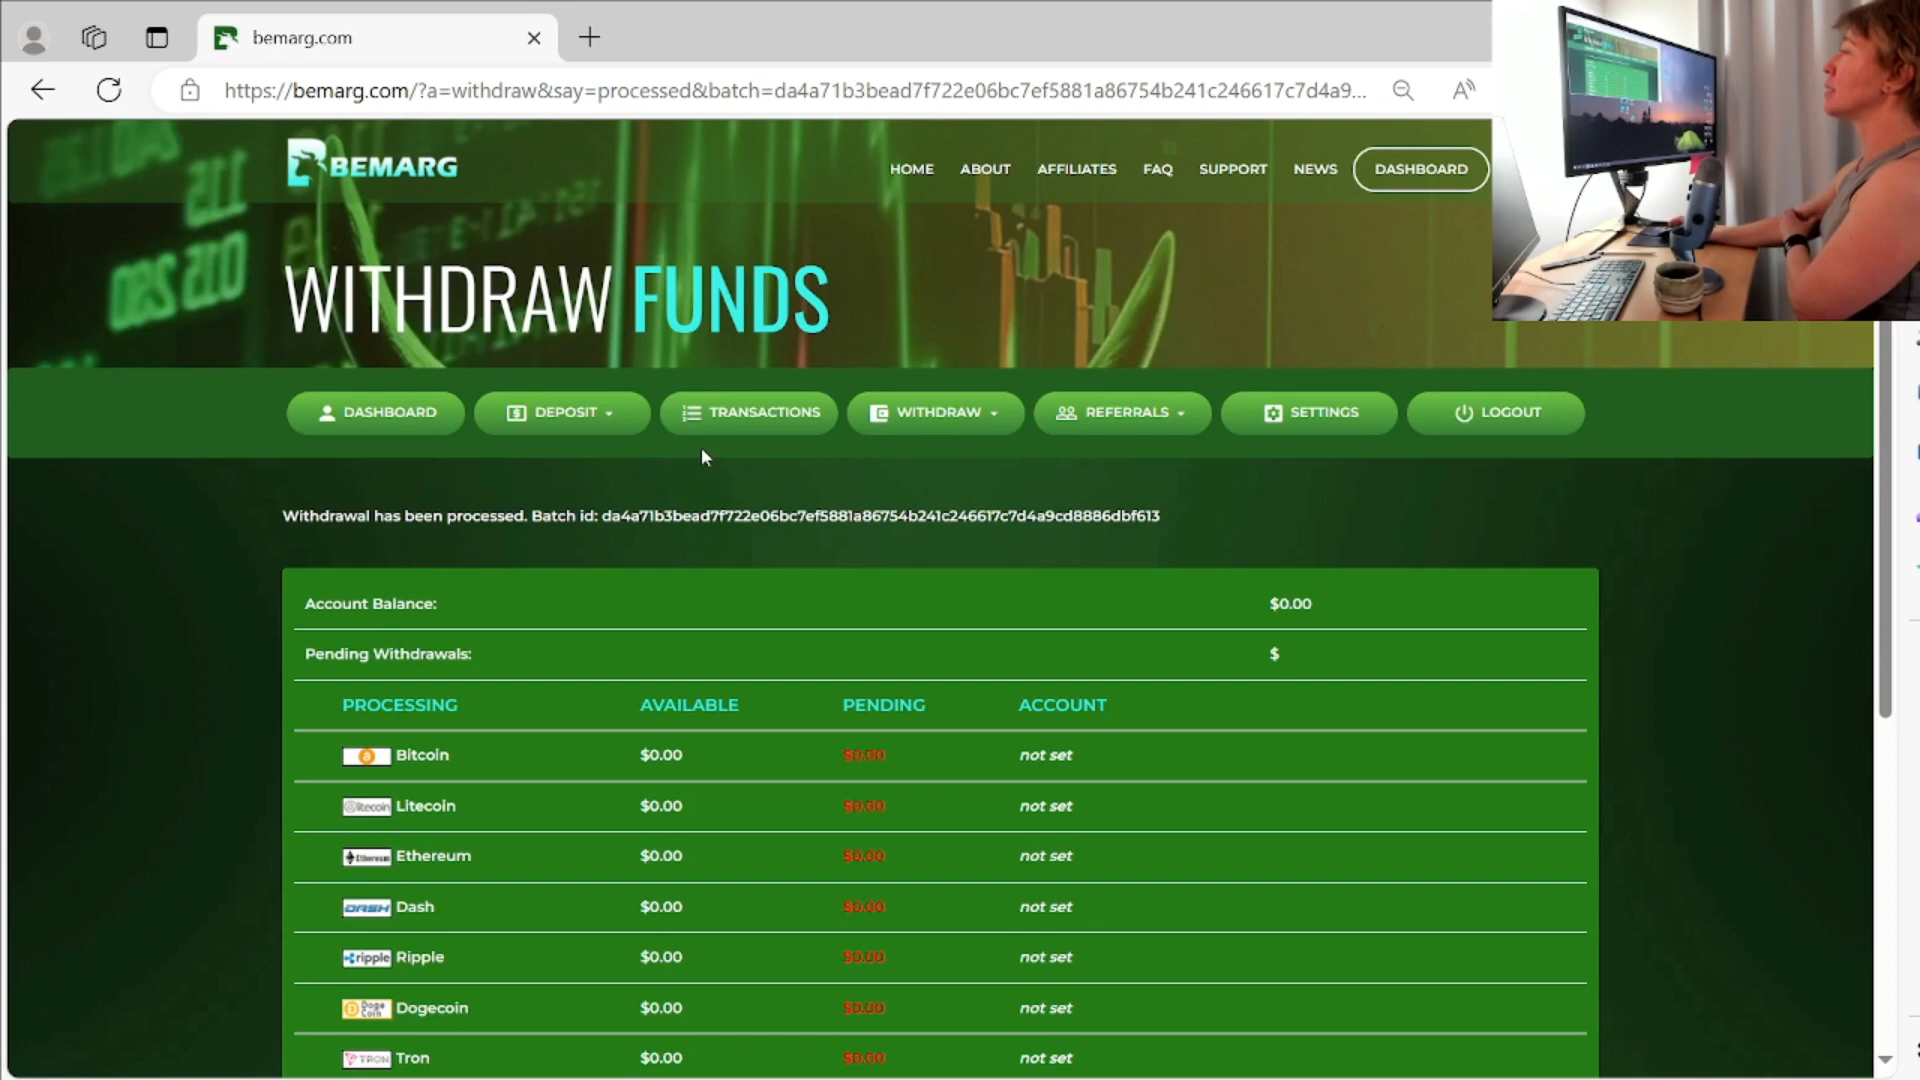 bemarg.com
https://bemarg.com/?a=withdraw&say=processed&batch=da4a71b3bead7f722e06bc7ef5881a86754b241c246617c7d4a9...
BEMARG
HOME ABOUT AFFILIATES FAQ SUPPORT NEWS DASHBOARD
WITHDRAW FUNDS
DASHBOARD DEPOSIT TRANSACTIONS WITHDRAW REFERRALS SETTINGS LOGOUT
Withdrawal has been processed. Batch id: da4a71b3bead7f722e06bc7ef5881a86754b241c246617c7d4a9cd8886dbf613
Account Balance: $0.00
Pending Withdrawals: $
PROCESSING AVAILABLE PENDING ACCOUNT
Bitcoin $0.00 $0.00 not set
litecoin Litecoin $0.00 $0.00 not set
Ethereum Ethereum $0.00 $0.00 not set
DASH Dash $0.00 $0.00 not set
ripple Ripple $0.00 $0.00 not set
Doge Coin Dogecoin $0.00 $0.00 not set
TRON Tron $0.00 $0.00 not set